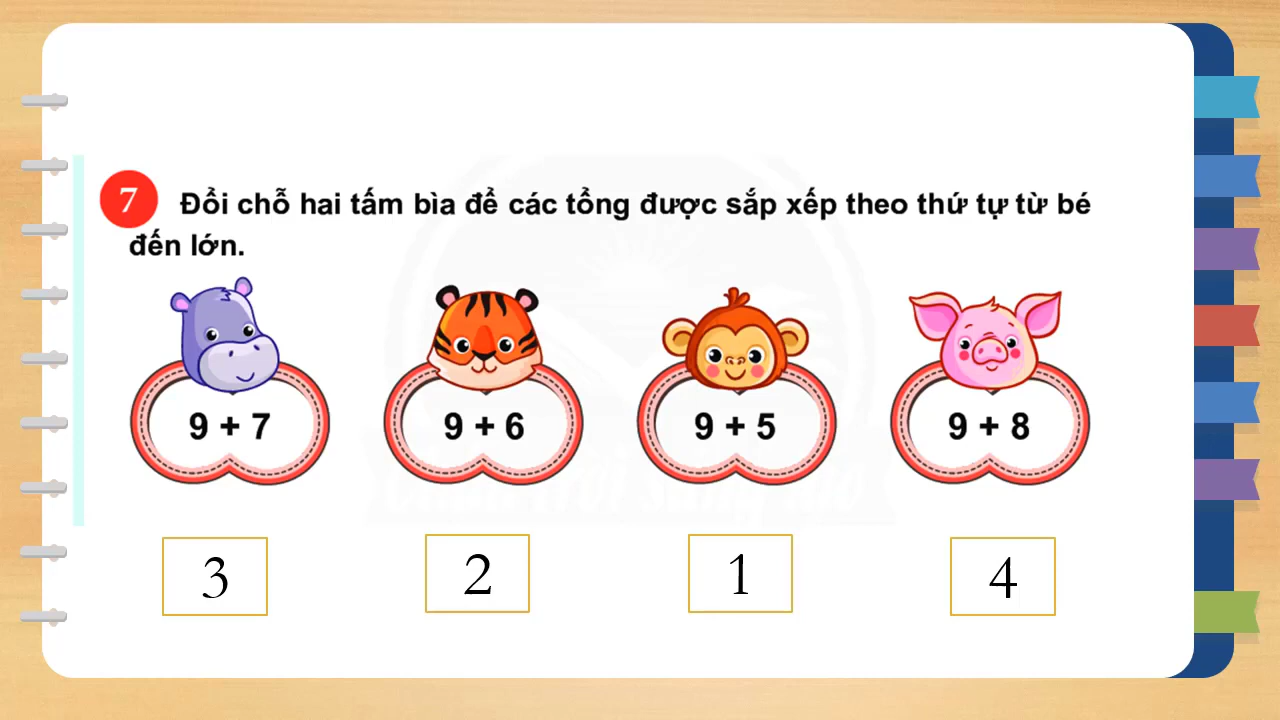 7 Đổi chỗ hai tấm bìa để các tổng được sắp xếp theo thứ tự từ bé
đến lớn.
9 + 7 9 + 6 9 + 5 9 + 8
3 2 1 4